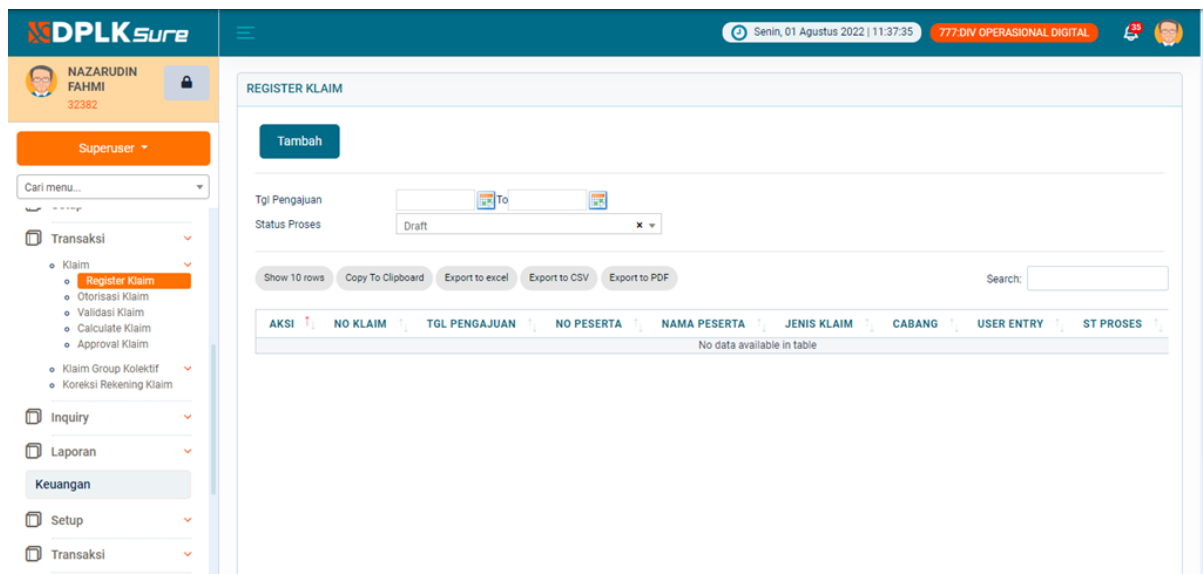 DPLKSure
Senin, 01 Agustus 2022 | 11:37:35
777:DIV OPERASIONAL DIGITAL
35
NAZARUDIN
FAHMI
32382
Superuser
Cari menu...
Setup
Transaksi
Klaim
Register Klaim
Otorisasi Klaim
Validasi Klaim
Calculate Klaim
Approval Klaim
Klaim Group Kolektif
Koreksi Rekening Klaim
Inquiry
Laporan
Keuangan
Setup
Transaksi
REGISTER KLAIM
Tambah
Tgl Pengajuan To
Status Proses Draft x
Show 10 rows Copy To Clipboard Export to excel Export to CSV Export to PDF Search:
AKSI NO KLAIM TGL PENGAJUAN NO PESERTA NAMA PESERTA JENIS KLAIM CABANG USER ENTRY ST PROSES
No data available in table